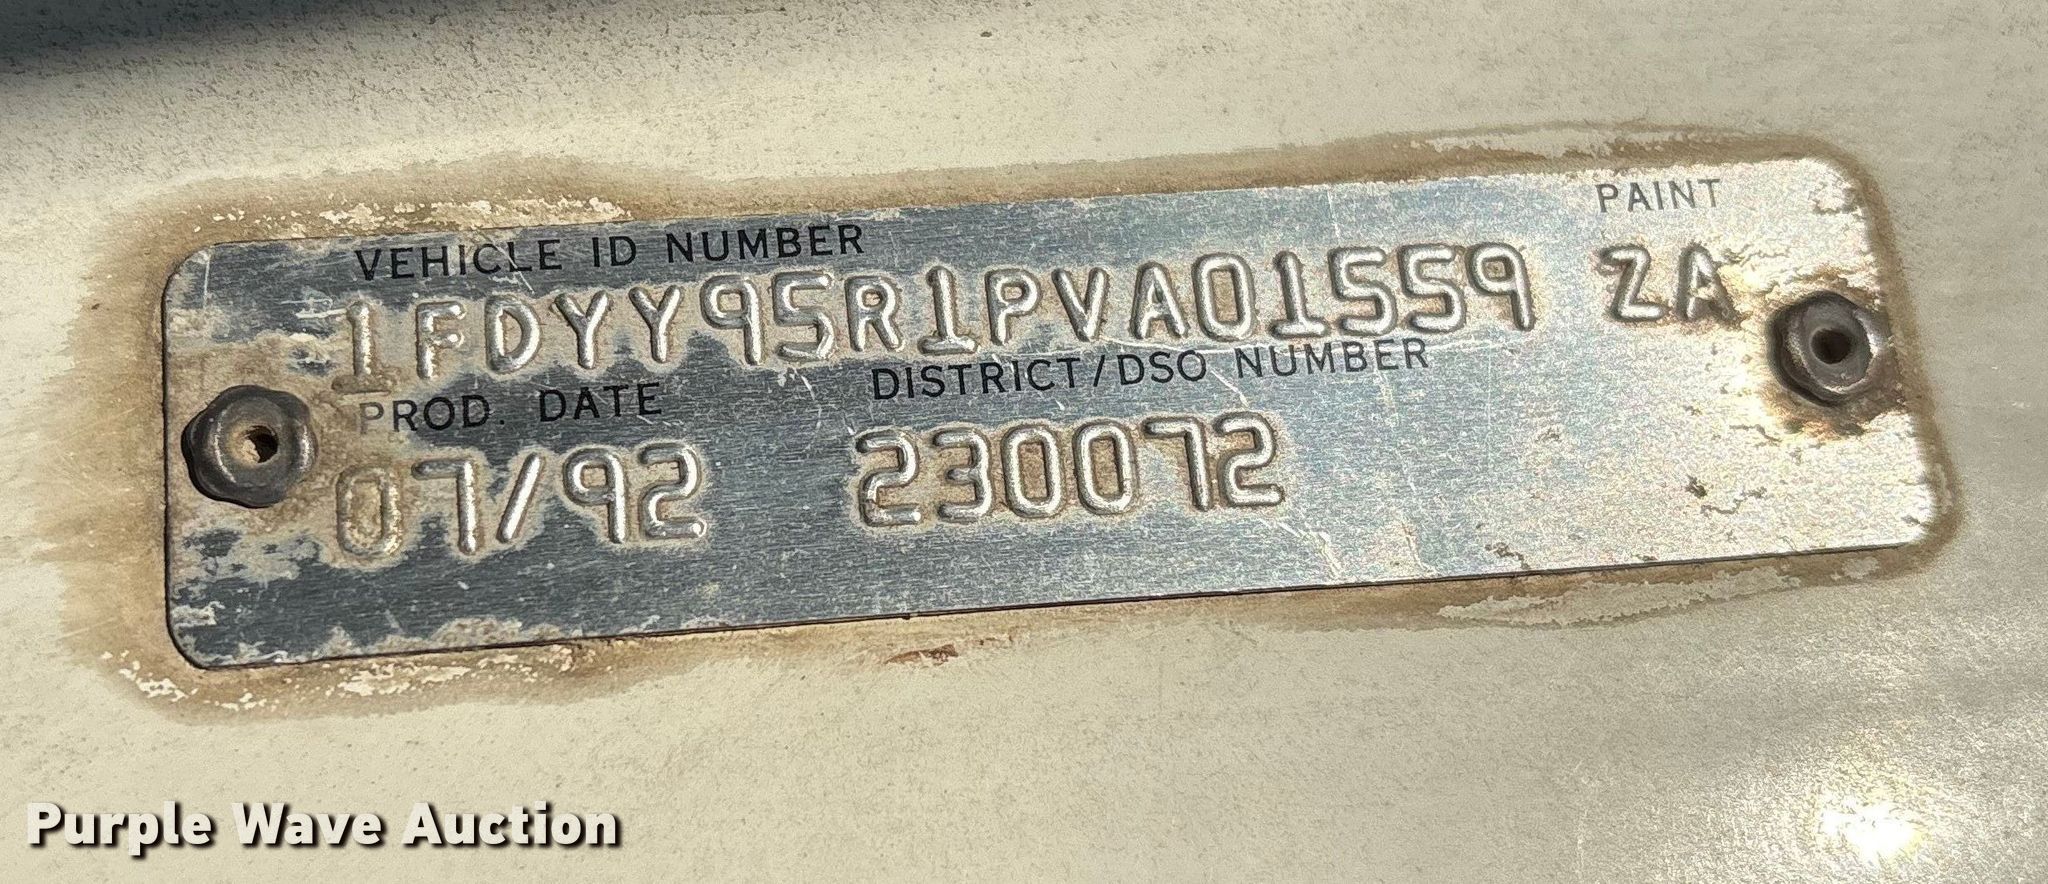 VEHICLE ID NUMBER PAINT
1FDYY95R1PVA01559 ZA
PROD. DATE DISTRICT/DSO NUMBER
07/92 230072
Purple Wave Auction